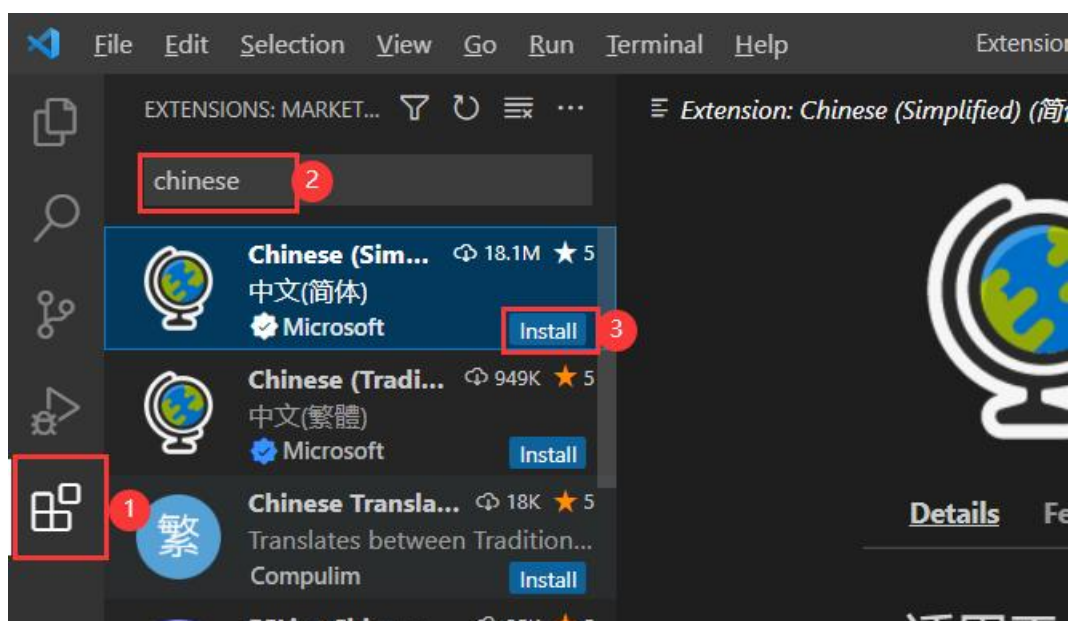 File Edit Selection View Go Run Terminal Help Extension
EXTENSIONS: MARKET... ···
Extension: Chinese (Simplified) (简体
chinese 2
Chinese (Sim... 18.1M ★ 5
中文(简体)
Microsoft Install 3
Chinese (Tradi... 949K ★ 5
中文(繁體)
Microsoft Install
1
繁
Chinese Transla... 18K ★ 5
Translates between Tradition...
Compulim Install
Details Fe